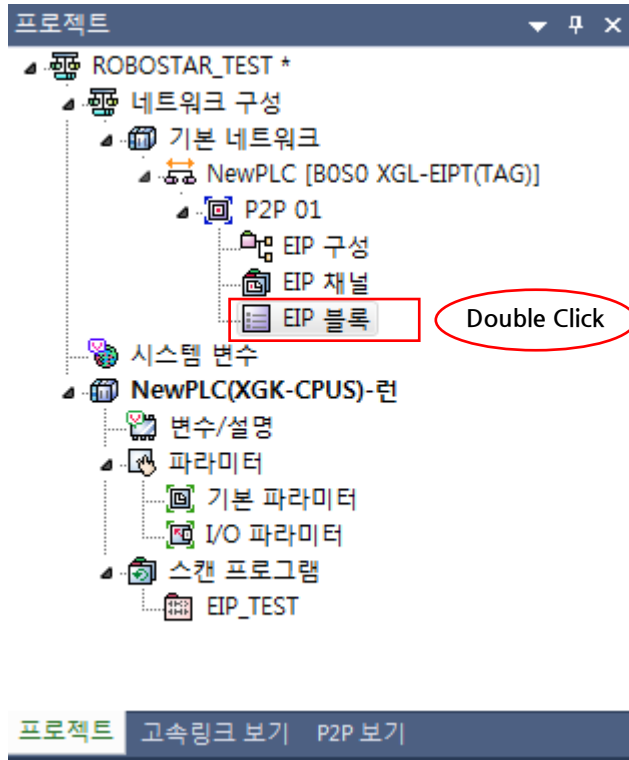 프로젝트
ROBOSTAR_TEST *
네트워크 구성
기본 네트워크
NewPLC [B0S0 XGL-EIPT(TAG)]
P2P 01
EIP 구성
EIP 채널
EIP 블록 Double Click
시스템 변수
NewPLC(XGK-CPUS)-런
변수/설명
파라미터
기본 파라미터
I/O 파라미터
스캔 프로그램
EIP_TEST
프로젝트 고속링크 보기 P2P 보기